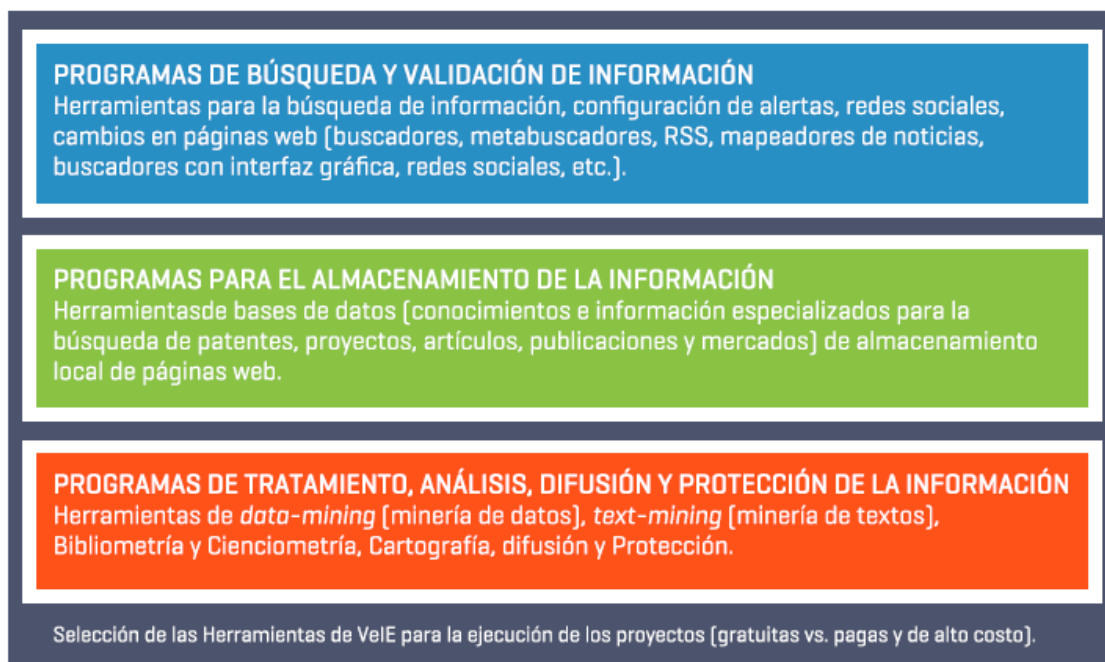 PROGRAMAS DE BÚSQUEDA Y VALIDACIÓN DE INFORMACIÓN
Herramientas para la búsqueda de información, configuración de alertas, redes sociales,
cambios en páginas web (buscadores, metabuscadores, RSS, mapeadores de noticias,
buscadores con interfaz gráfica, redes sociales, etc.).
PROGRAMAS PARA EL ALMACENAMIENTO DE LA INFORMACIÓN
Herramientasde bases de datos (conocimientos e información especializados para la
búsqueda de patentes, proyectos, artículos, publicaciones y mercados) de almacenamiento
local de páginas web.
PROGRAMAS DE TRATAMIENTO, ANÁLISIS, DIFUSIÓN Y PROTECCIÓN DE LA INFORMACIÓN
Herramientas de data-mining (minería de datos), text-mining (minería de textos),
Bibliometría y Cienciometría, Cartografía, difusión y Protección.
Selección de las Herramientas de VeIE para la ejecución de los proyectos (gratuitas vs. pagas y de alto costo).